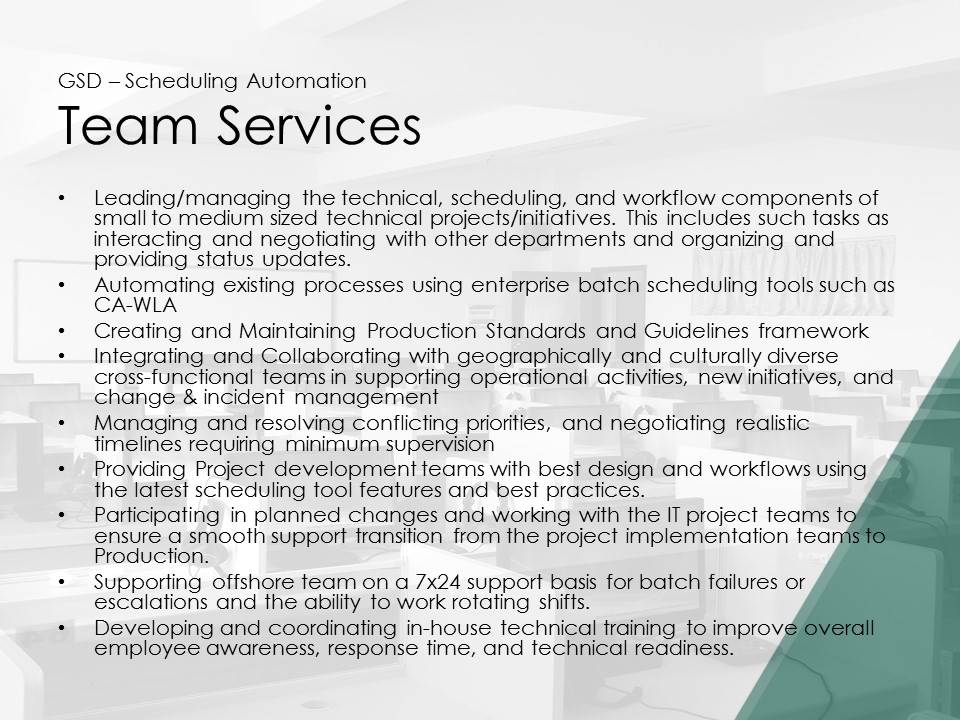 GSD – Scheduling Automation
Team Services
• Leading/managing the technical, scheduling, and workflow components of
small to medium sized technical projects/initiatives. This includes such tasks as
interacting and negotiating with other departments and organizing and
providing status updates.
• Automating existing processes using enterprise batch scheduling tools such as
CA-WLA
• Creating and Maintaining Production Standards and Guidelines framework
• Integrating and Collaborating with geographically and culturally diverse
cross-functional teams in supporting operational activities, new initiatives, and
change & incident management
• Managing and resolving conflicting priorities, and negotiating realistic
timelines requiring minimum supervision
• Providing Project development teams with best design and workflows using
the latest scheduling tool features and best practices.
• Participating in planned changes and working with the IT project teams to
ensure a smooth support transition from the project implementation teams to
Production.
• Supporting offshore team on a 7x24 support basis for batch failures or
escalations and the ability to work rotating shifts.
• Developing and coordinating in-house technical training to improve overall
employee awareness, response time, and technical readiness.